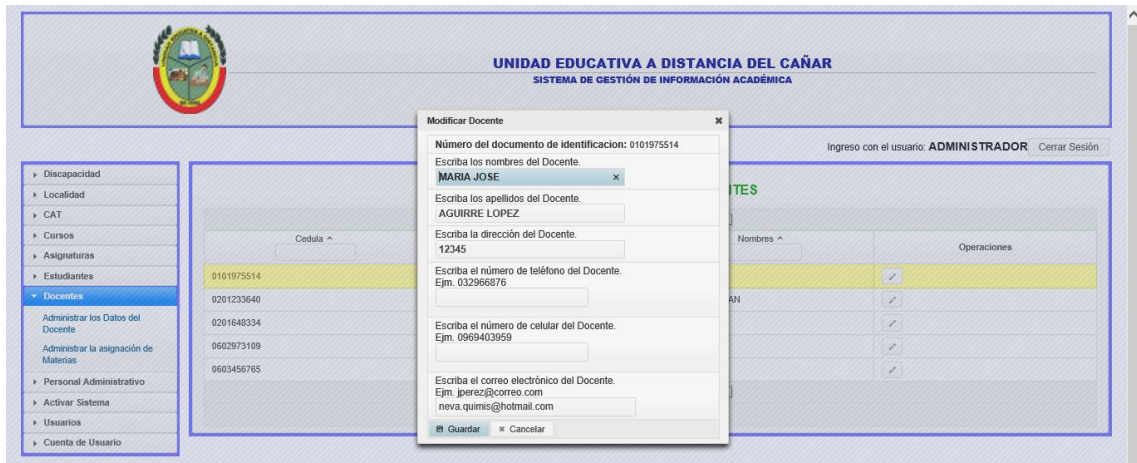 UNIDAD EDUCATIVA A DISTANCIA DEL CAÑAR
SISTEMA DE GESTIÓN DE INFORMACIÓN ACADÉMICA
Ingreso con el usuario: ADMINISTRADOR Cerrar Sesión
Discapacidad
Localidad
CAT
Cursos
Asignaturas
Estudiantes
Docentes
Administrar los Datos del
Docente
Administrar la asignación de
Materias
Personal Administrativo
Activar Sistema
Usuarios
Cuenta de Usuario
NTES
Cedula
Nombres
Operaciones
0101975514
0201233640
AN
0201648334
0602973109
0603456765
Modificar Docente
Número del documento de identificacion: 0101975514
Escriba los nombres del Docente.
MARIA JOSE
Escriba los apellidos del Docente.
AGUIRRE LOPEZ
Escriba la dirección del Docente.
12345
Escriba el número de teléfono del Docente.
Ejm. 032966876
Escriba el número de celular del Docente.
Ejm. 0969403959
Escriba el correo electrónico del Docente.
Ejm. jperez@correo.com
neva.quimis@hotmail.com
Guardar Cancelar